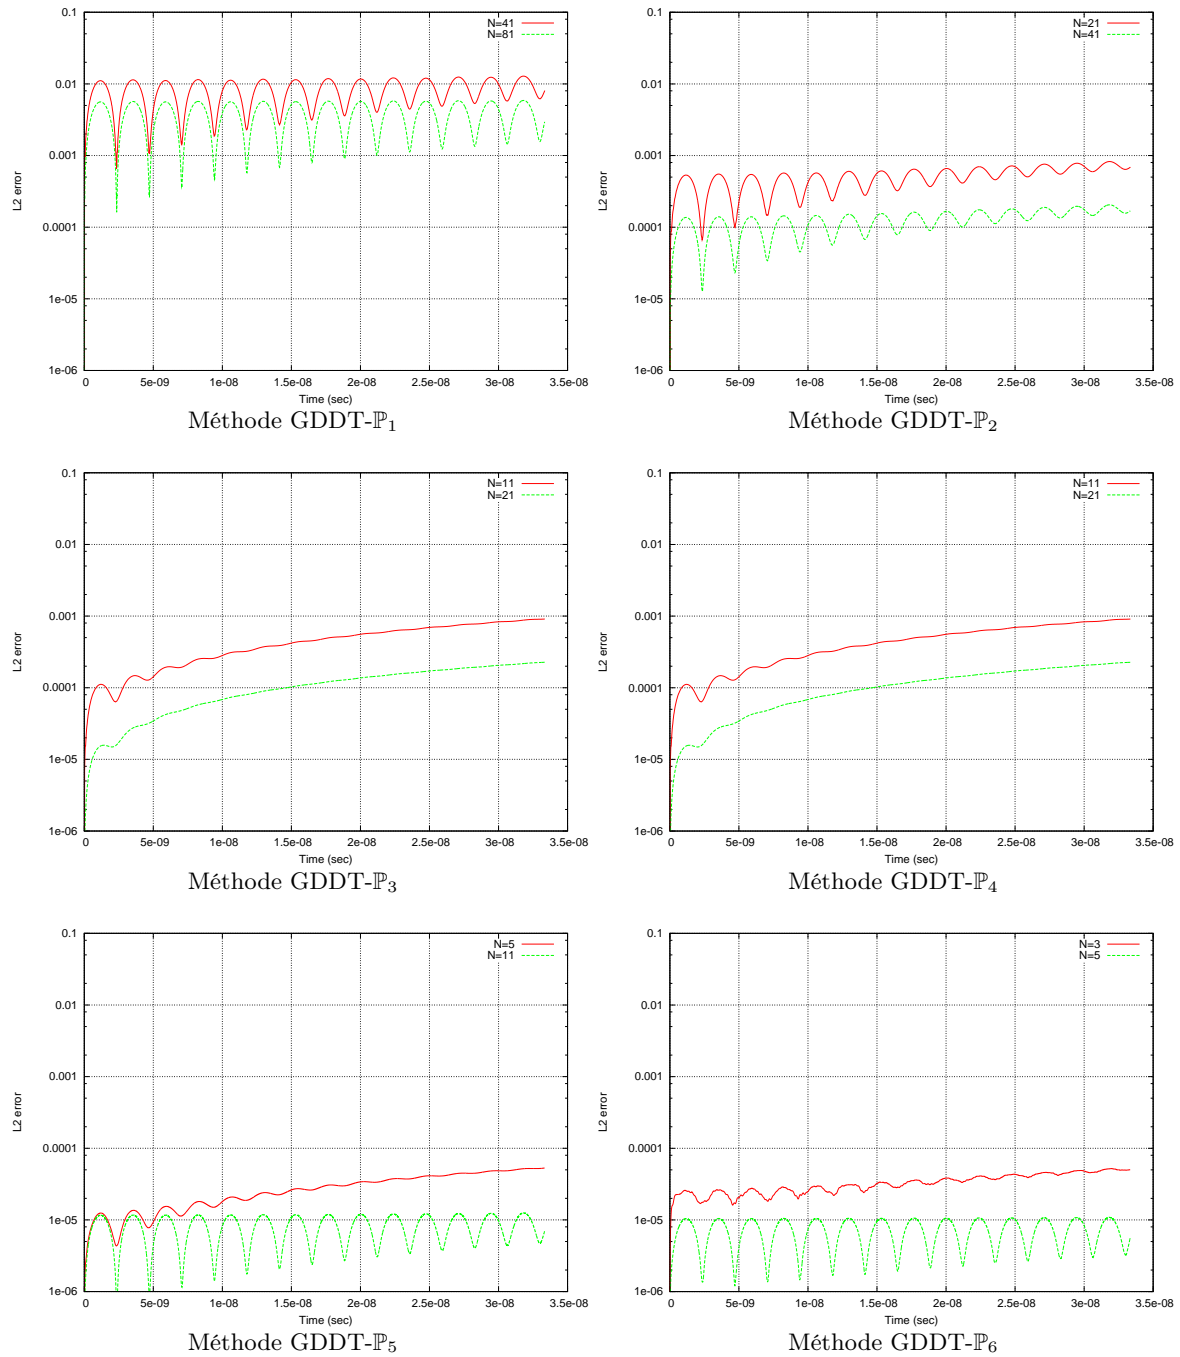 0.1
0.01
0.001
0.0001
1e-05
1e-06
L2 error
N=41
N=81
0
5e-09
1e-08
1.5e-08
2e-08
2.5e-08
3e-08
3.5e-08
Time (sec)
Méthode GDDT-ℙ₁
0.1
0.01
0.001
0.0001
1e-05
1e-06
L2 error
N=21
N=41
0
5e-09
1e-08
1.5e-08
2e-08
2.5e-08
3e-08
3.5e-08
Time (sec)
Méthode GDDT-ℙ₂
0.1
0.01
0.001
0.0001
1e-05
1e-06
L2 error
N=11
N=21
0
5e-09
1e-08
1.5e-08
2e-08
2.5e-08
3e-08
3.5e-08
Time (sec)
Méthode GDDT-ℙ₃
0.1
0.01
0.001
0.0001
1e-05
1e-06
L2 error
N=11
N=21
0
5e-09
1e-08
1.5e-08
2e-08
2.5e-08
3e-08
3.5e-08
Time (sec)
Méthode GDDT-ℙ₄
0.1
0.01
0.001
0.0001
1e-05
1e-06
L2 error
N=5
N=11
0
5e-09
1e-08
1.5e-08
2e-08
2.5e-08
3e-08
3.5e-08
Time (sec)
Méthode GDDT-ℙ₅
0.1
0.01
0.001
0.0001
1e-05
1e-06
L2 error
N=3
N=5
0
5e-09
1e-08
1.5e-08
2e-08
2.5e-08
3e-08
3.5e-08
Time (sec)
Méthode GDDT-ℙ₆